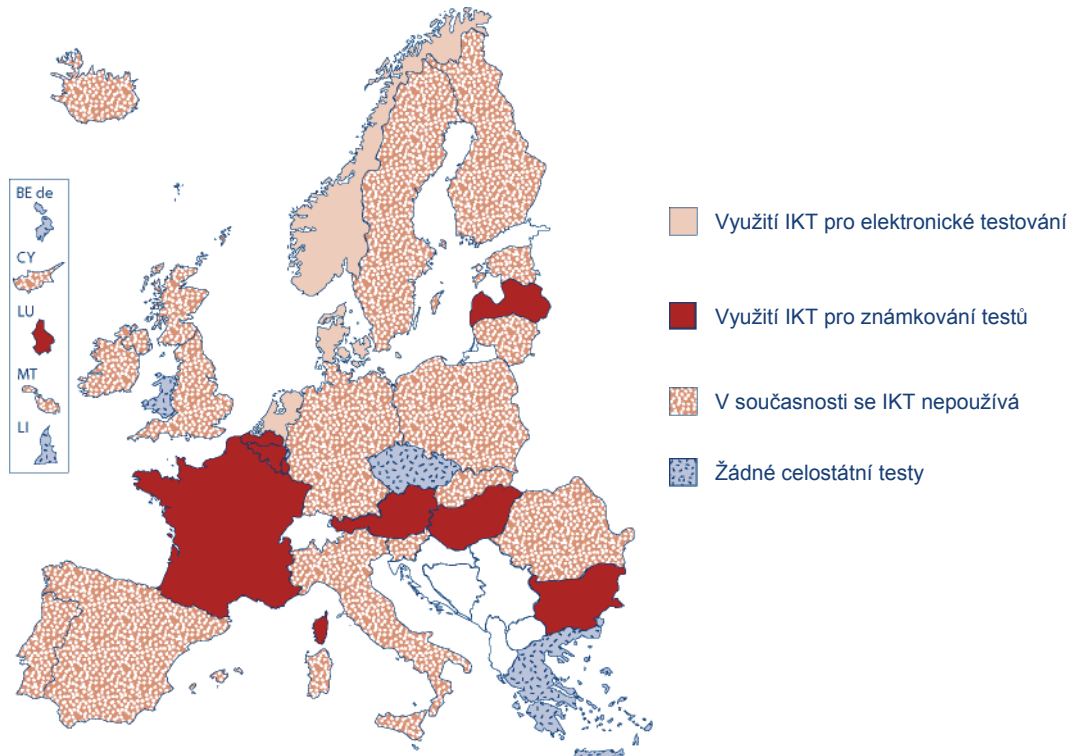 BE de
CY
LU
MT
LI
Využití IKT pro elektronické testování
Využití IKT pro známkování testů
V současnosti se IKT nepoužívá
Žádné celostátní testy